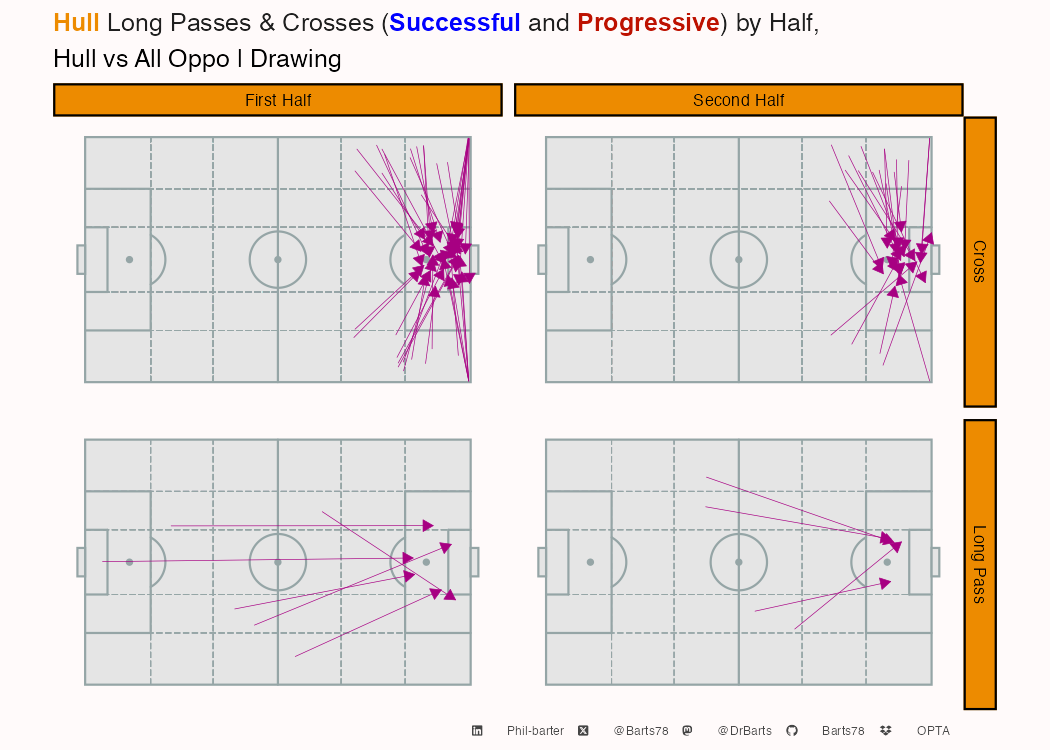 Hull Long Passes & Crosses (Successful and Progressive) by Half,
Hull vs All Oppo | Drawing
First Half
Second Half
Cross
Long Pass
Phil-barter @Barts78 @DrBarts Barts78 OPTA